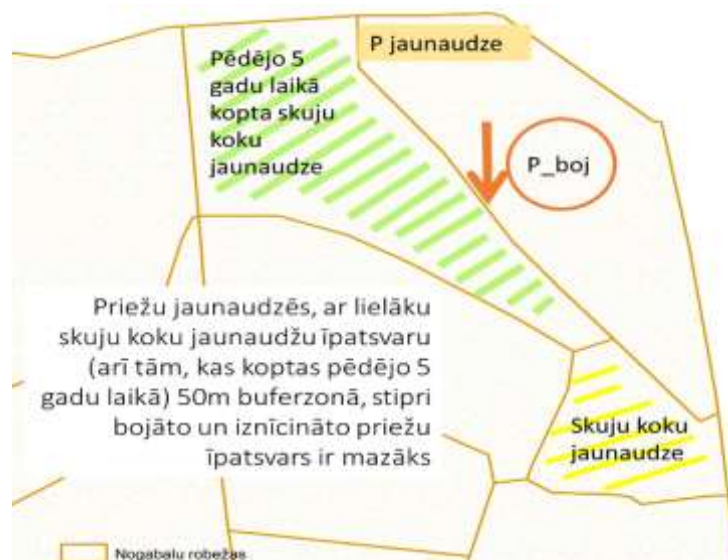 Pēdējo 5
gadu laikā
kopta skuju
koku
jaunaudze
P jaunaudze
P_boj
Priežu jaunaudzēs, ar lielāku
skuju koku jaunaudžu īpatsvaru
(arī tām, kas koptas pēdējo 5
gadu laikā) 50m buferzonā, stipri
bojāto un iznīcināto priežu
īpatsvars ir mazāks
Skuju koku
jaunaudze
Nogabalu robežas